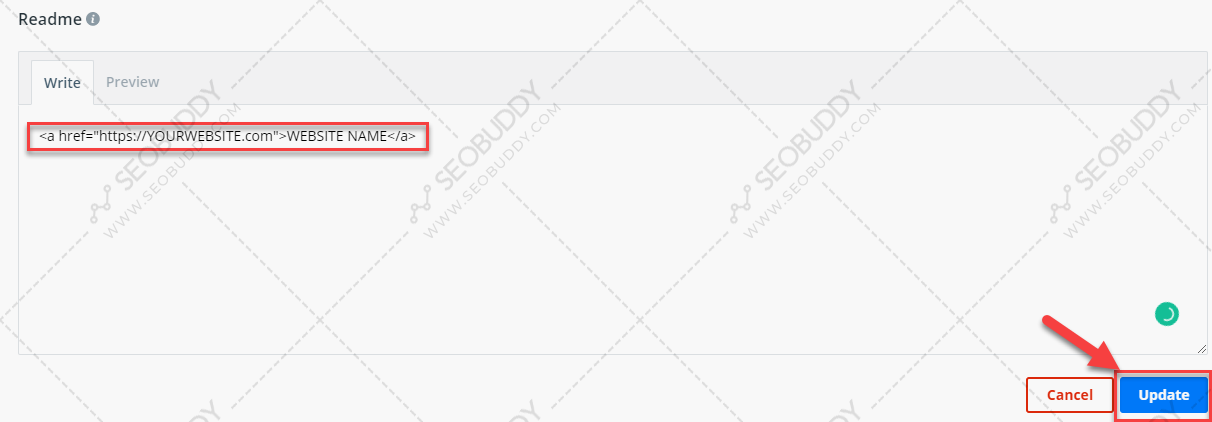 Readme
Write Preview
<a href="https://YOURWEBSITE.com">WEBSITE NAME</a>
SEOBUDDY SEOBUDDY SEOBUDDY SEOBUDDY
WWW.SEOBUDDY.COM WWW.SEOBUDDY.COM WWW.SEOBUDDY.COM WWW.SEOBUDDY.COM
Cancel Update